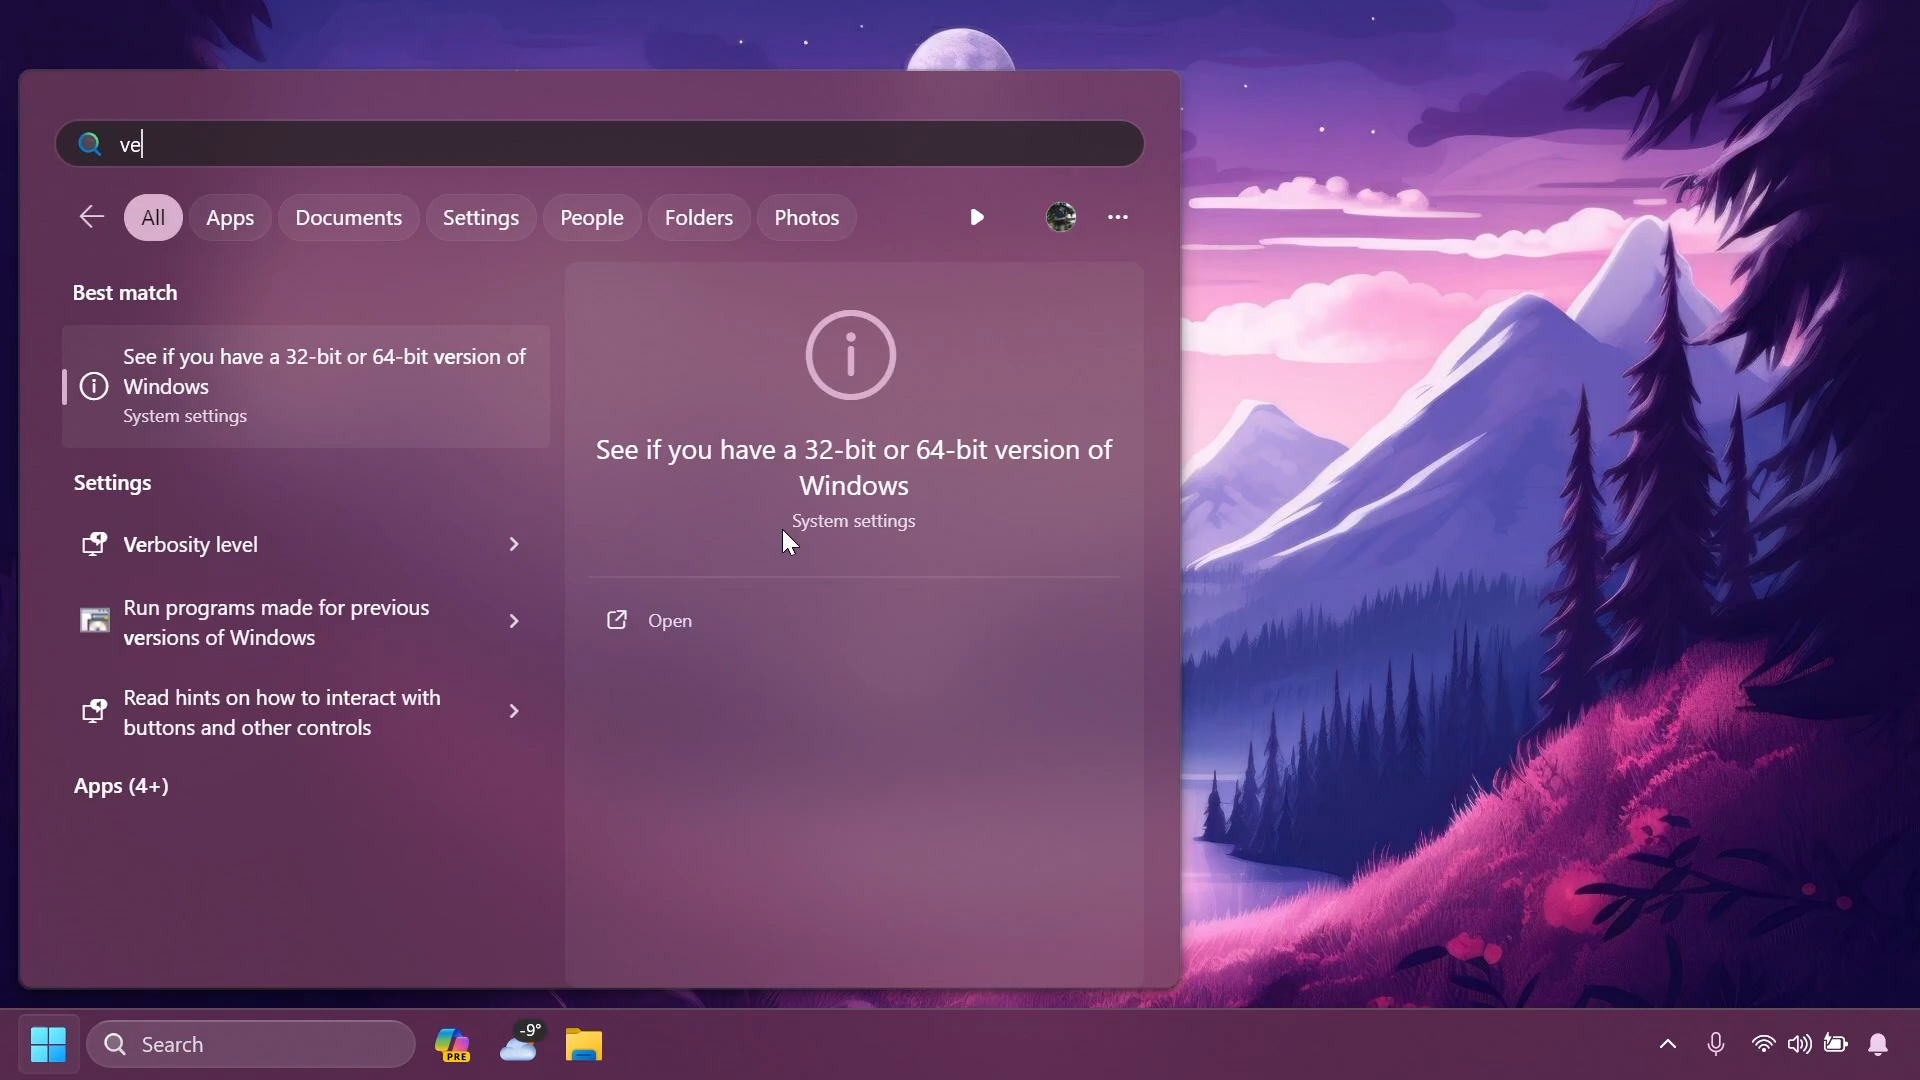 ve
All
Apps
Documents
Settings
People
Folders
Photos
Best match
See if you have a 32-bit or 64-bit version of
Windows
System settings
Settings
Verbosity level
Run programs made for previous
versions of Windows
Read hints on how to interact with
buttons and other controls
Apps (4+)
See if you have a 32-bit or 64-bit version of
Windows
System settings
Open
Search
PRE
-9°